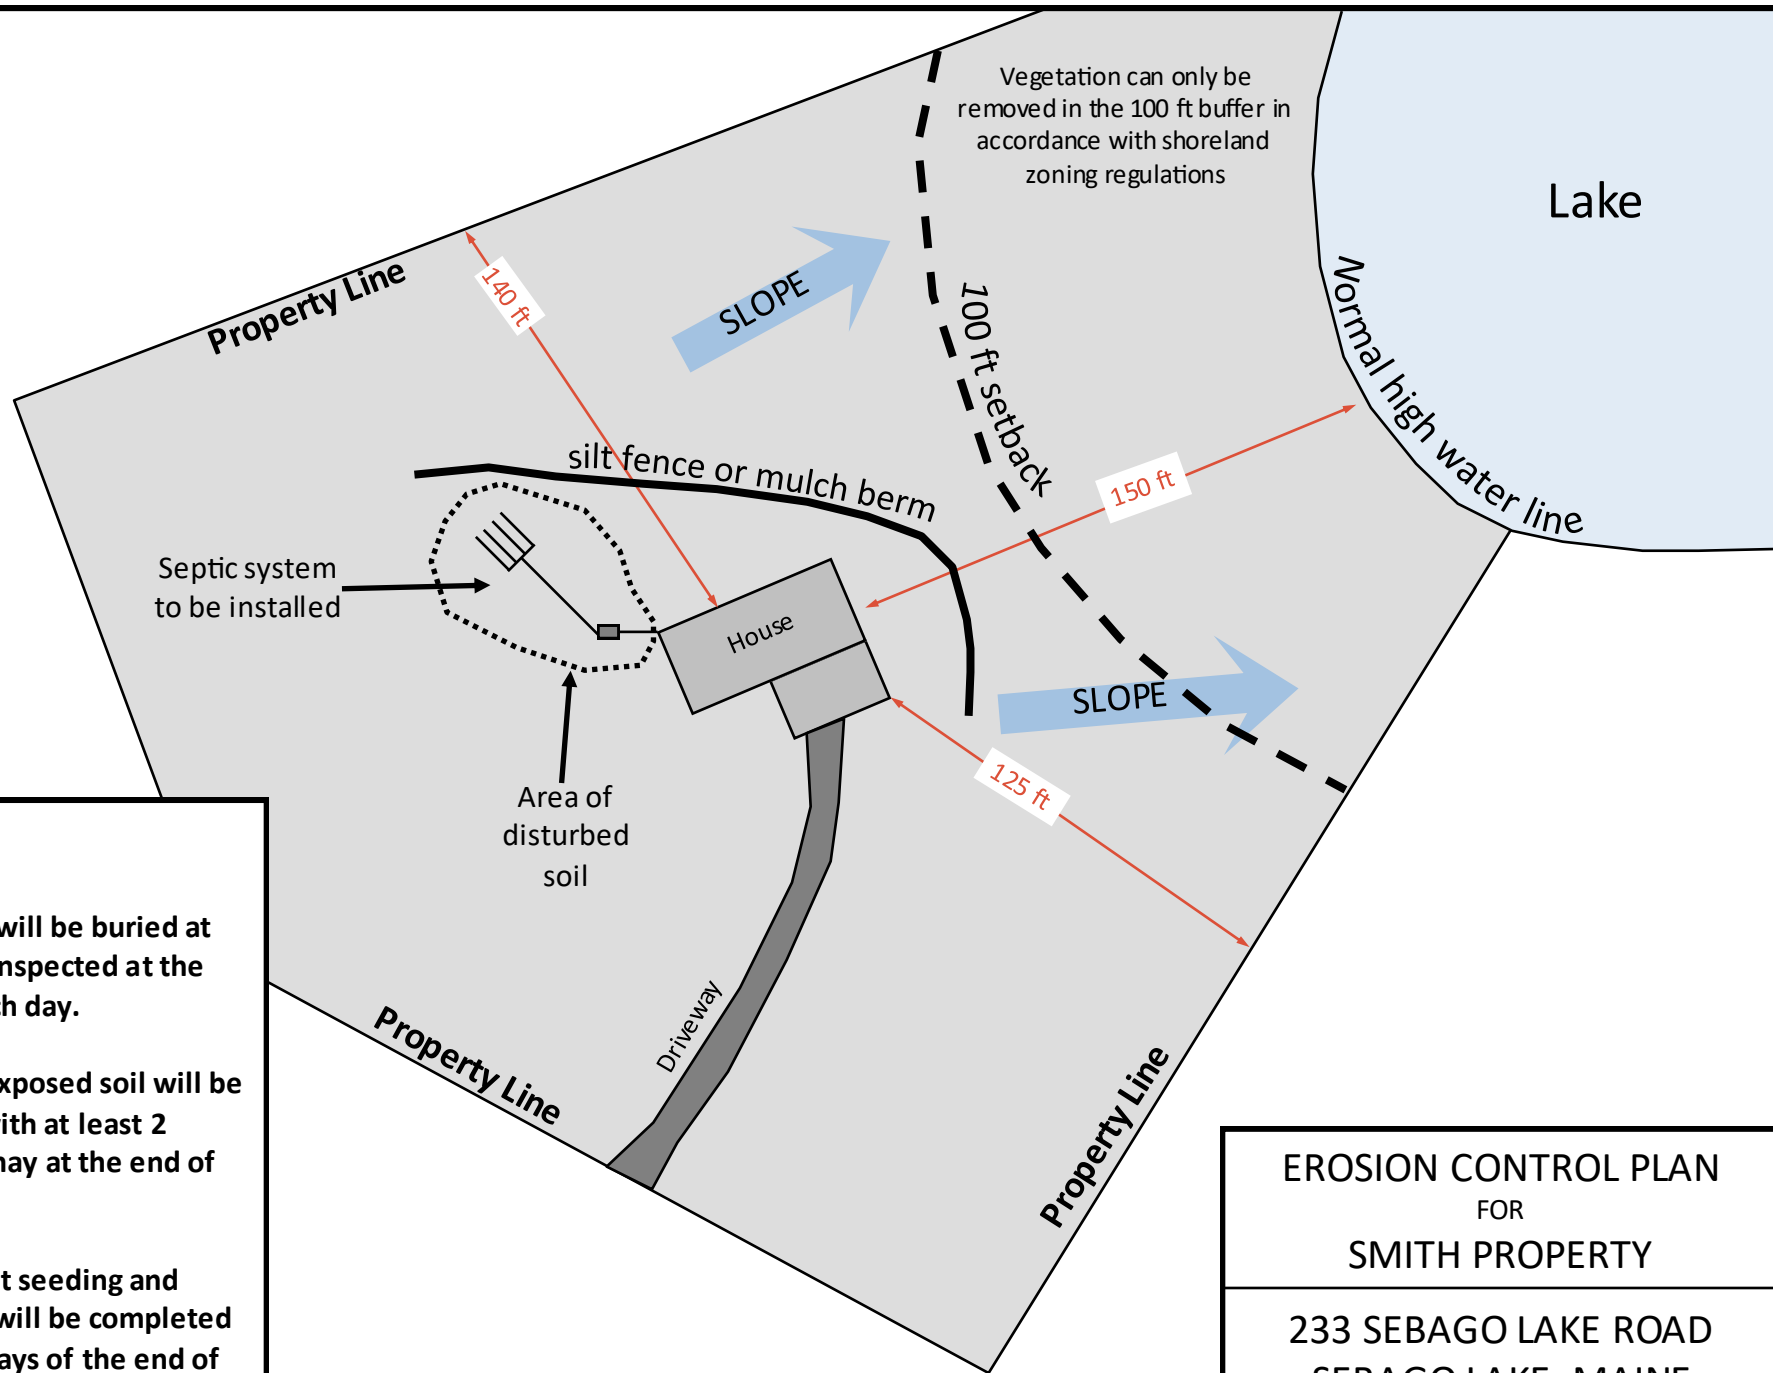 Vegetation can only be
removed in the 100 ft buffer in
accordance with shoreland
zoning regulations
Lake
Property Line
140 ft
SLOPE
100 ft setback
Normal high water line
silt fence or mulch berm
150 ft
Septic system
to be installed
House
SLOPE
125 ft
Area of
disturbed
soil
Driveway
Property Line
Property Line
will be buried at
nspected at the
h day.
xposed soil will be
ith at least 2
hay at the end of
t seeding and
will be completed
ays of the end of
EROSION CONTROL PLAN
FOR
SMITH PROPERTY
233 SEBAGO LAKE ROAD
SEBAGO LAKE, MAINE